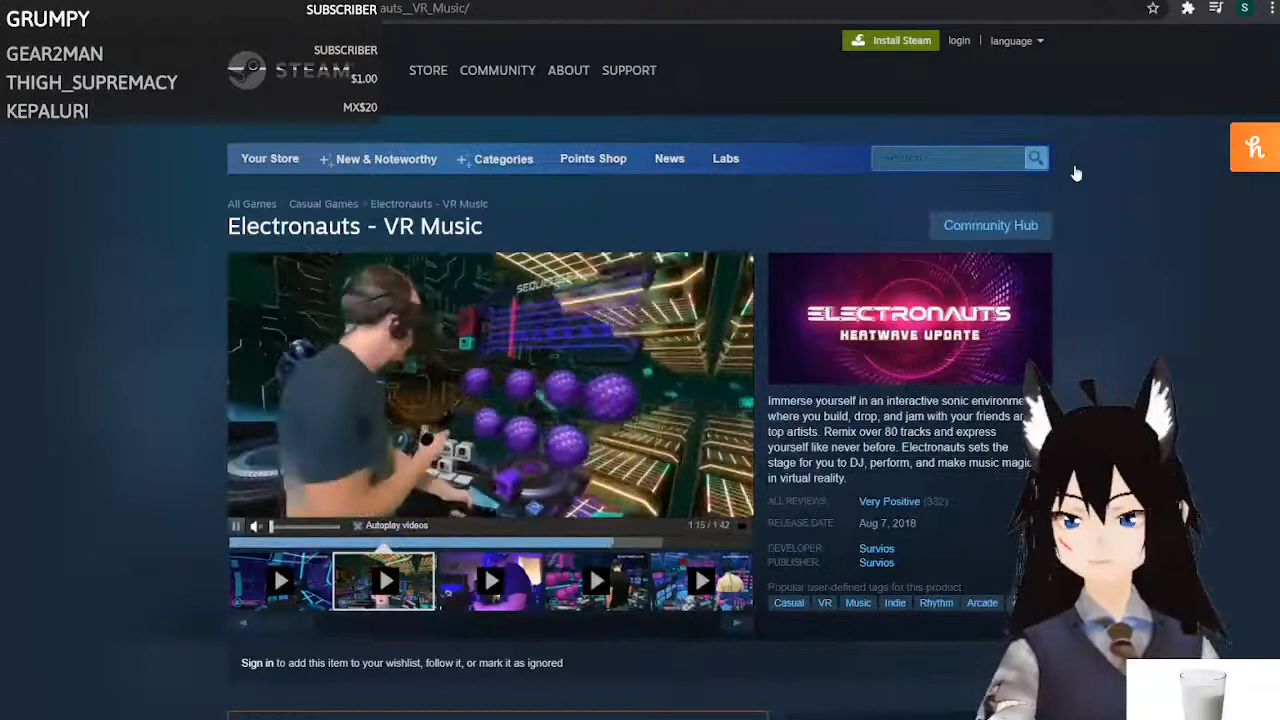 GRUMPY SUBSCRIBER
GEAR2MAN SUBSCRIBER
THIGH_SUPREMACY $1.00
KEPALURI MX$20
auts__VR_Music/
S
STEAM
STORE COMMUNITY ABOUT SUPPORT
Install Steam login | language
Your Store New & Noteworthy Categories Points Shop News Labs
All Games Casual Games > Electronauts - VR Music
Electronauts - VR Music
Community Hub
ELECTRONAUTS
HEATWAVE UPDATE
Immerse yourself in an interactive sonic environme
where you build, drop, and jam with your friends an
top artists. Remix over 80 tracks and express
yourself like never before. Electronauts sets the
stage for you to DJ, perform, and make music magic
in virtual reality.
ALL REVIEWS: Very Positive (332)
RELEASE DATE: Aug 7, 2018
DEVELOPER: Survios
PUBLISHER: Survios
Popular user-defined tags for this product:
Casual VR Music Indie Rhythm Arcade
Autoplay videos 1:15 / 1:42
Sign in to add this item to your wishlist, follow it, or mark it as ignored